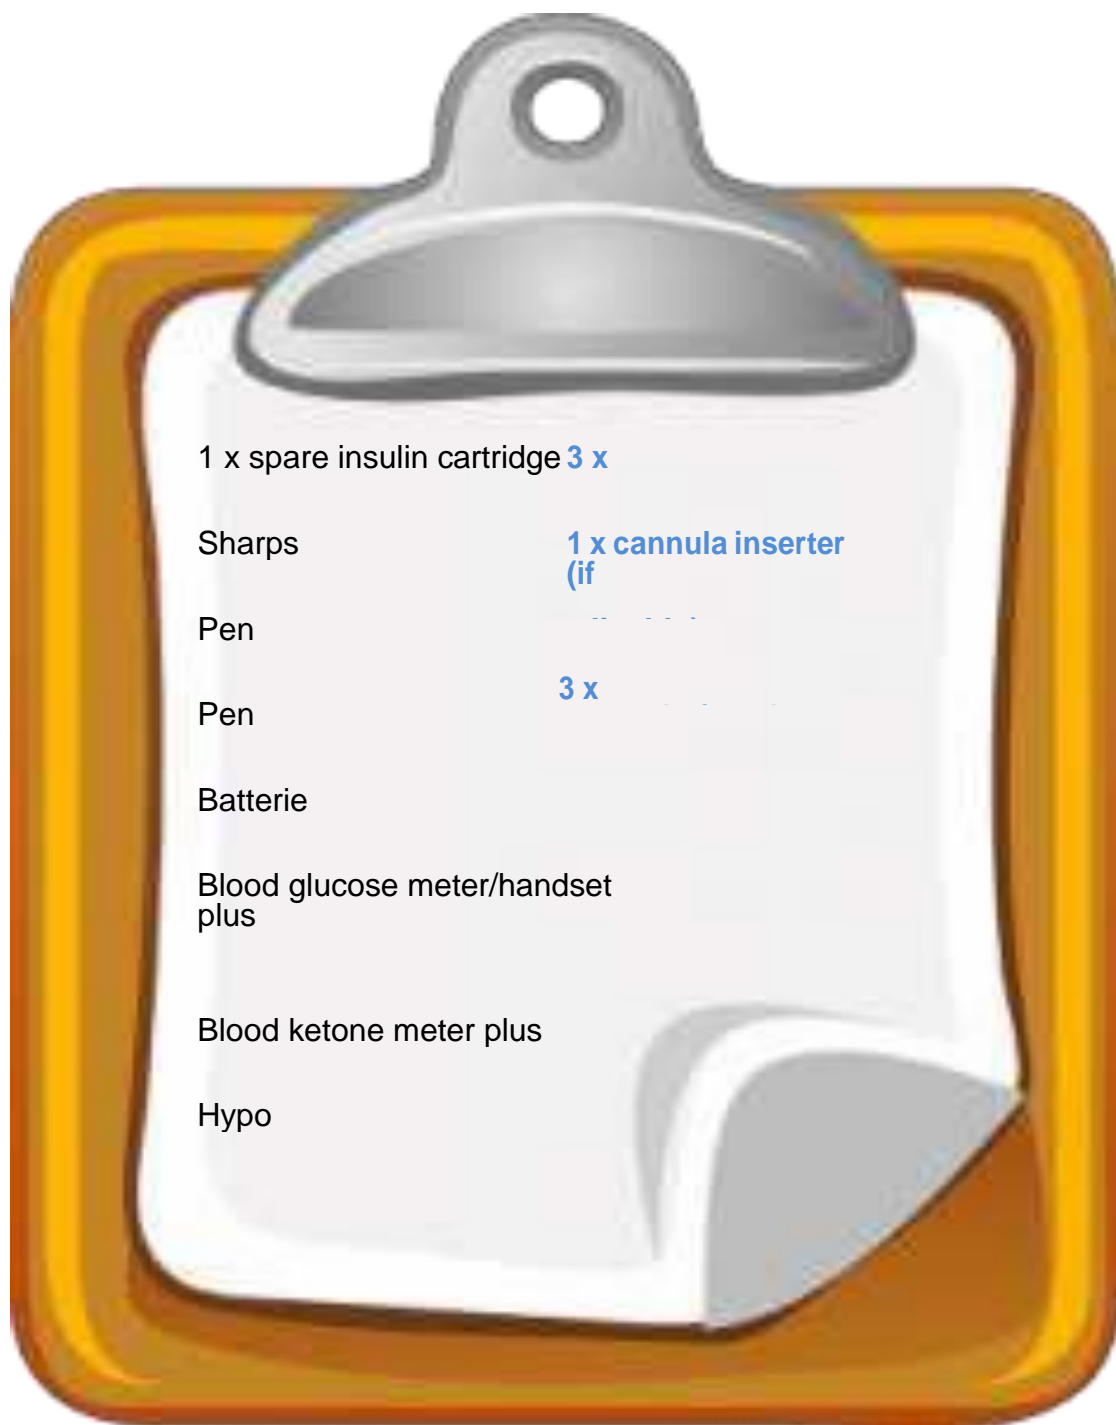 1 x spare insulin cartridge 3 x
Sharps 1 x cannula inserter
(if
Pen
3 x
Pen
Batterie
Blood glucose meter/handset
plus
Blood ketone meter plus
Hypo